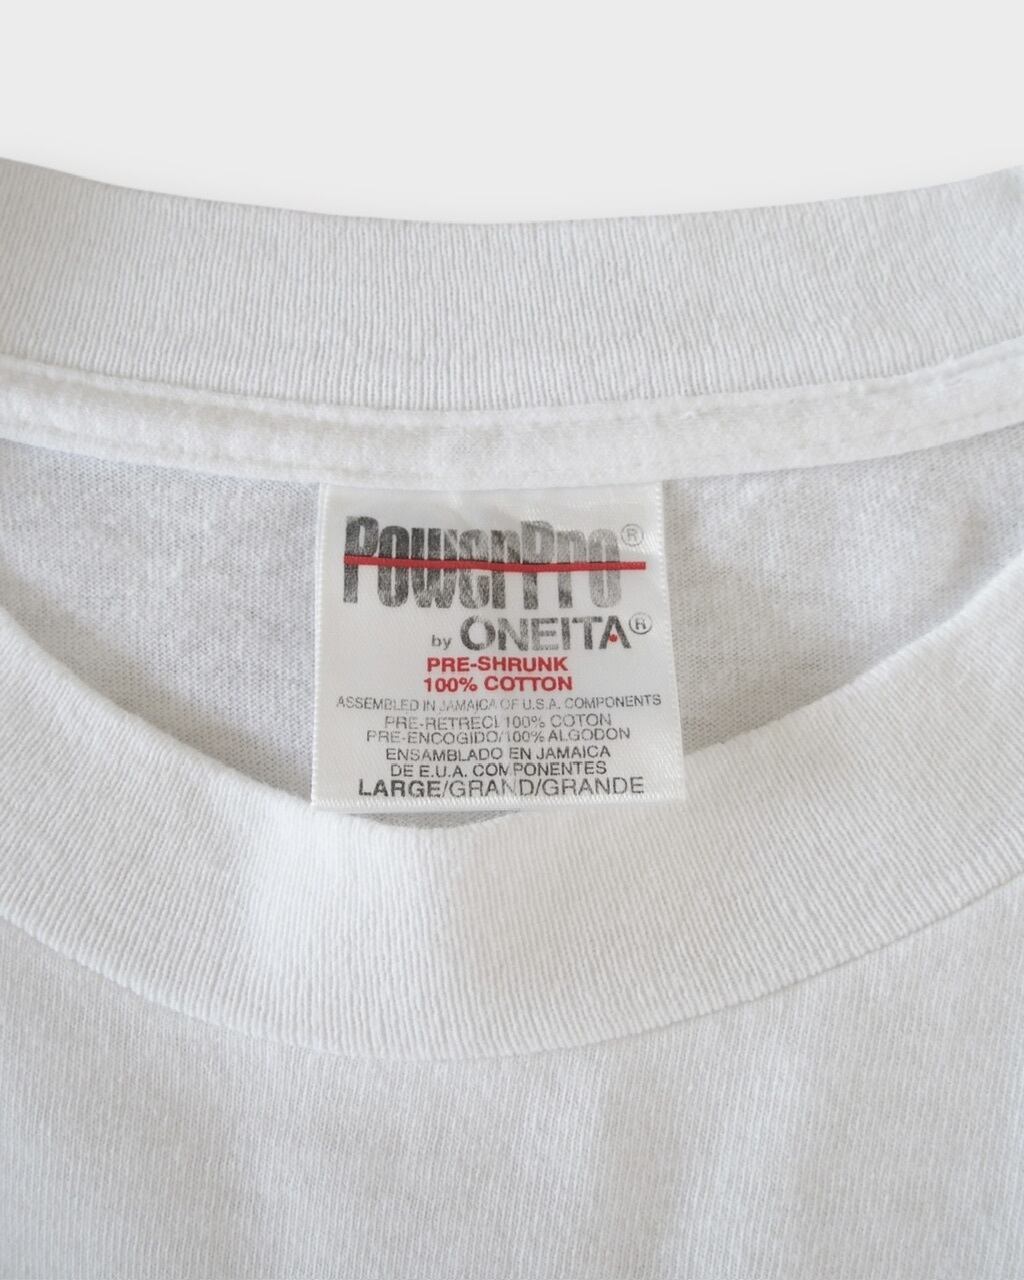 PowerPro®
by ONEITA®
PRE-SHRUNK
100% COTTON
ASSEMBLED IN JAMAICA OF U.S.A. COMPONENTS
PRE-RETRECI 100% COTON
PRE-ENCOGIDO/100% ALGODON
ENSAMBLADO EN JAMAICA
DE E.U.A. COMPONENTES
LARGE/GRAND/GRANDE